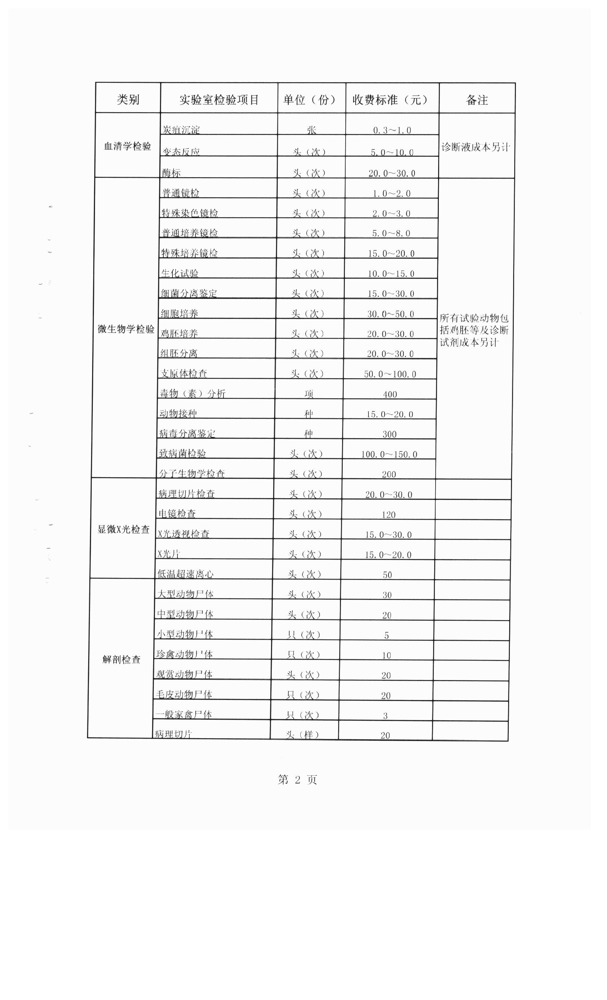 类别 实验室检验项目 单位（份） 收费标准（元） 备注
炭疽沉淀 张 0.3～1.0
血清学检验 变态反应 头（次） 5.0～10.0 诊断液成本另计
酶标 头（次） 20.0～30.0
普通镜检 头（次） 1.0～2.0
特殊染色镜检 头（次） 2.0～3.0
普通培养镜检 头（次） 5.0～8.0
特殊培养镜检 头（次） 15.0～20.0
生化试验 头（次） 10.0～15.0
细菌分离鉴定 头（次） 15.0～30.0
细胞培养 头（次） 30.0～50.0 所有试验动物包
微生物学检验 鸡胚培养 头（次） 20.0～30.0 括鸡胚等及诊断
试剂成本另计
组胚分离 头（次） 20.0～30.0
支原体检查 头（次） 50.0～100.0
毒物（素）分析 项 400
动物接种 种 15.0～20.0
病毒分离鉴定 种 300
致病菌检验 头（次） 100.0～150.0
分子生物学检查 头（次） 200
病理切片检查 头（次） 20.0～30.0
电镜检查 头（次） 120
显微X光检查 X光透视检查 头（次） 15.0～30.0
X光片 头（次） 15.0～20.0
低温超速离心 头（次） 50
大型动物尸体 头（次） 30
中型动物尸体 头（次） 20
小型动物尸体 只（次） 5
解剖检查 珍禽动物尸体 只（次） 10
观赏动物尸体 头（次） 20
毛皮动物尸体 只（次） 20
一般家禽尸体 只（次） 3
病理切片 头（样） 20
第 2 页